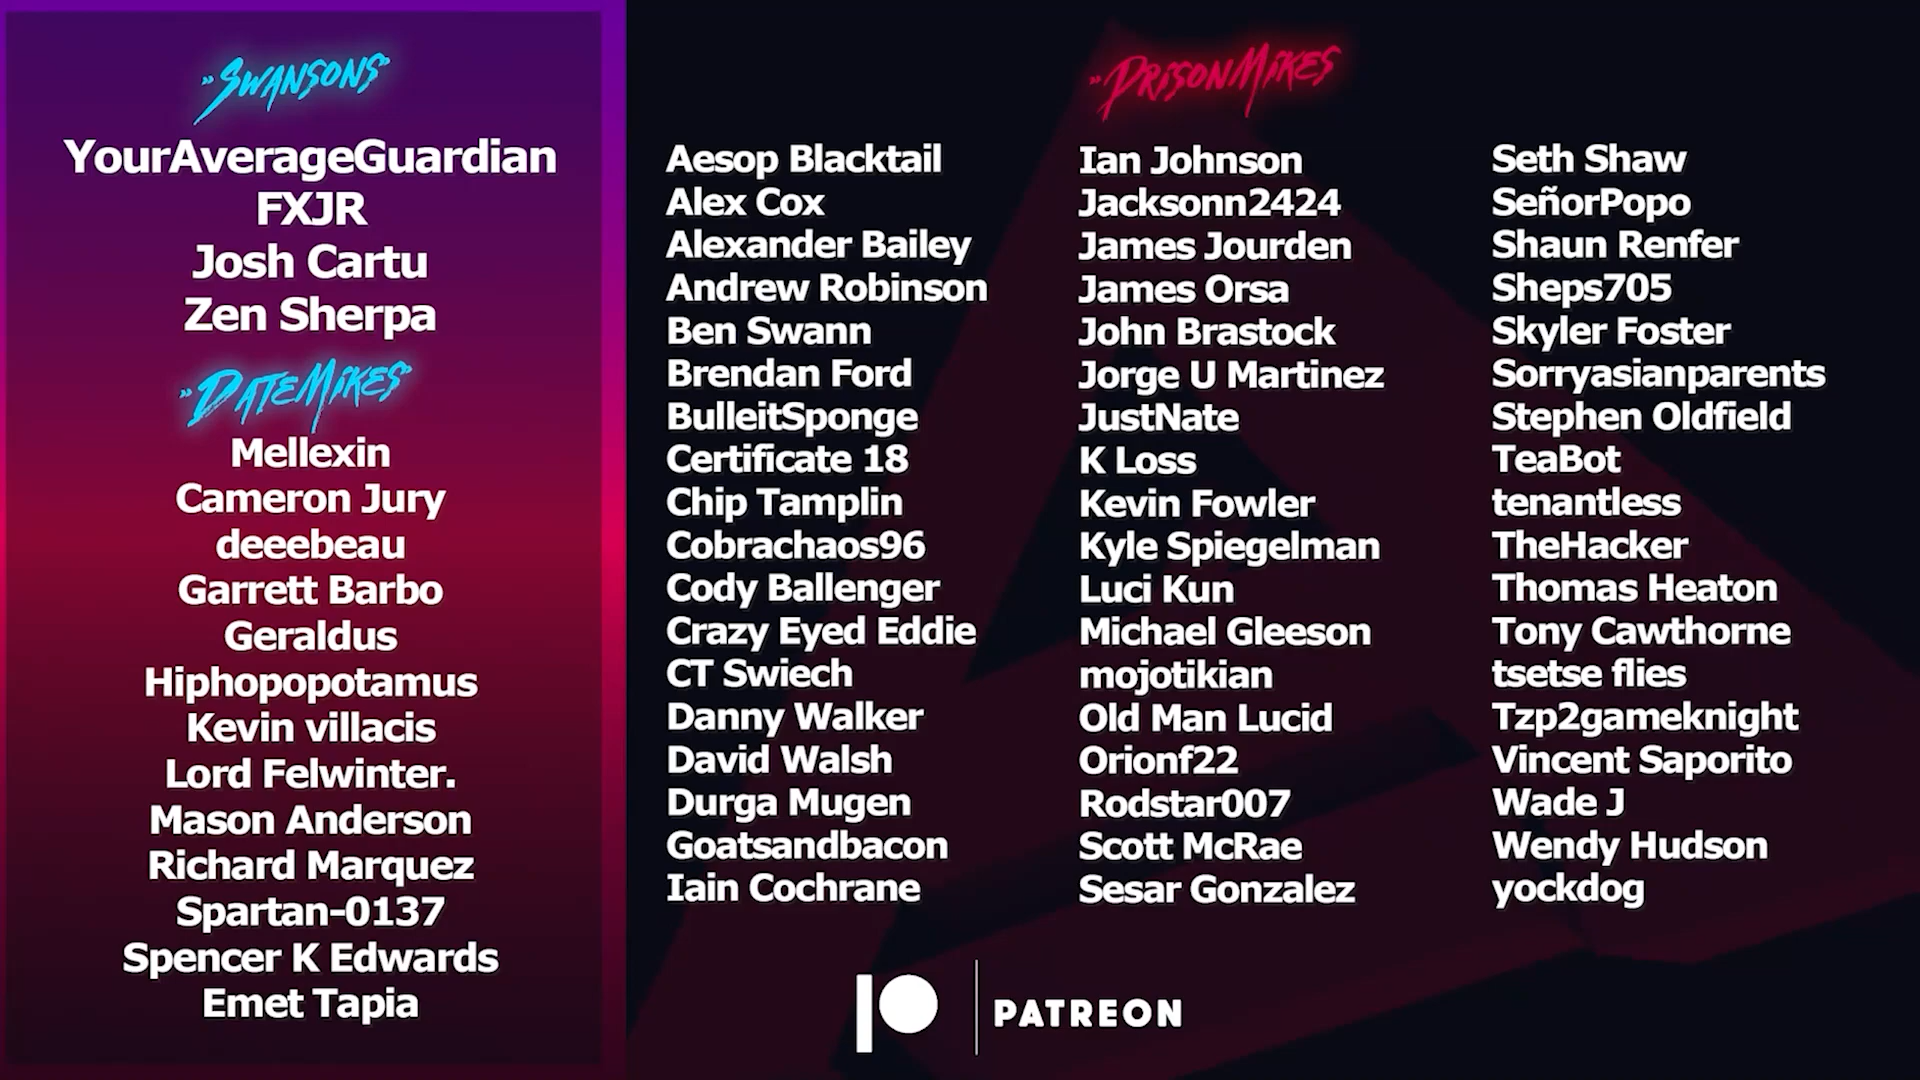 »Swansons»
YourAverageGuardian
FXJR
Josh Cartu
Zen Sherpa
»DateMikes»
Mellexin
Cameron Jury
deeebeau
Garrett Barbo
Geraldus
Hiphopopotamus
Kevin villacis
Lord Felwinter.
Mason Anderson
Richard Marquez
Spartan-0137
Spencer K Edwards
Emet Tapia
»PrisonMikes
Aesop Blacktail
Alex Cox
Alexander Bailey
Andrew Robinson
Ben Swann
Brendan Ford
BulleitSponge
Certificate 18
Chip Tamplin
Cobrachaos96
Cody Ballenger
Crazy Eyed Eddie
CT Swiech
Danny Walker
David Walsh
Durga Mugen
Goatsandbacon
Iain Cochrane
Ian Johnson
Jacksonn2424
James Jourden
James Orsa
John Brastock
Jorge U Martinez
JustNate
K Loss
Kevin Fowler
Kyle Spiegelman
Luci Kun
Michael Gleeson
mojotikian
Old Man Lucid
Orionf22
Rodstar007
Scott McRae
Sesar Gonzalez
Seth Shaw
SeñorPopo
Shaun Renfer
Sheps705
Skyler Foster
Sorryasianparents
Stephen Oldfield
TeaBot
tenantless
TheHacker
Thomas Heaton
Tony Cawthorne
tsetse flies
Tzp2gameknight
Vincent Saporito
Wade J
Wendy Hudson
yockdog
PATREON